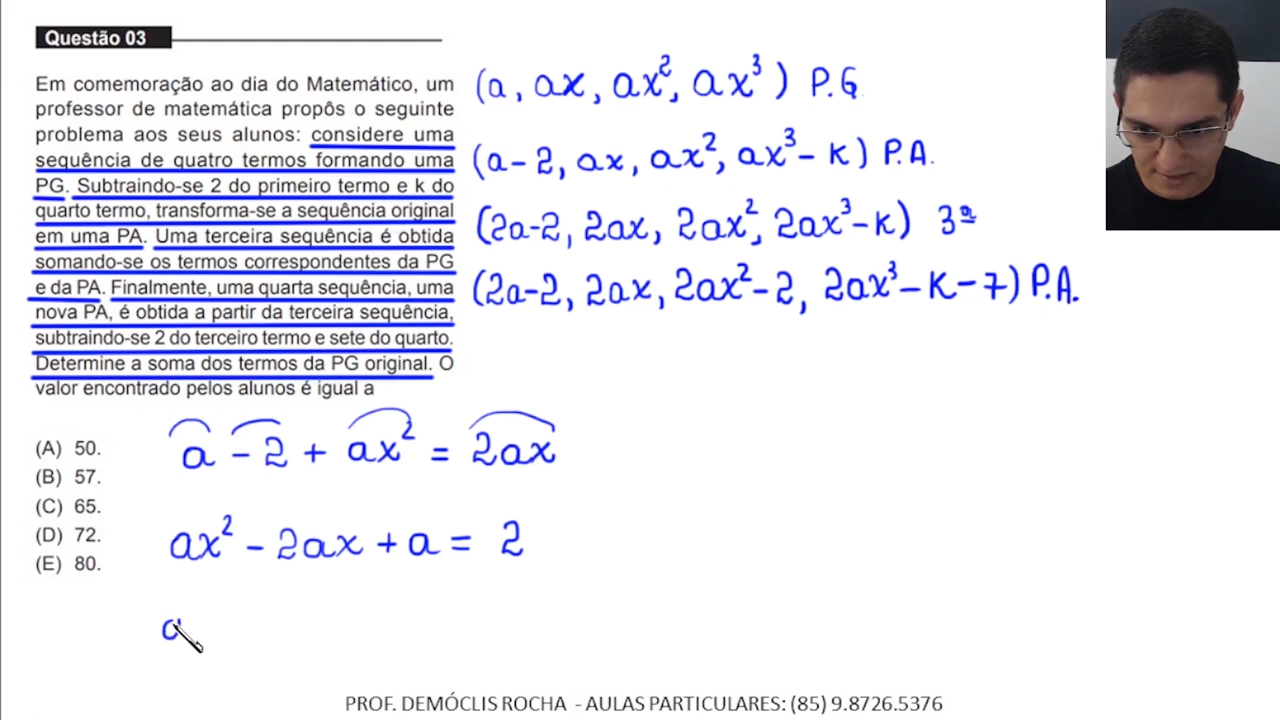 Questão 03
Em comemoração ao dia do Matemático, um
professor de matemática propôs o seguinte
problema aos seus alunos: considere uma
sequência de quatro termos formando uma
PG. Subtraindo-se 2 do primeiro termo e k do
quarto termo, transforma-se a sequência original
em uma PA. Uma terceira sequência é obtida
somando-se os termos correspondentes da PG
e da PA. Finalmente, uma quarta sequência, uma
nova PA, é obtida a partir da terceira sequência,
subtraindo-se 2 do terceiro termo e sete do quarto.
Determine a soma dos termos da PG original. O
valor encontrado pelos alunos é igual a
(A) 50.
(B) 57.
(C) 65.
(D) 72.
(E) 80.
(a, ax, ax², ax³) P.G.
(a-2, ax, ax², ax³-k) P.A.
(2a-2, 2ax, 2ax², 2ax³-k) 3ª
(2a-2, 2ax, 2ax²-2, 2ax³-k-7) P.A.
a - 2 + ax² = 2ax
ax² - 2ax + a = 2
a
PROF. DEMÓCLIS ROCHA - AULAS PARTICULARES: (85) 9.8726.5376